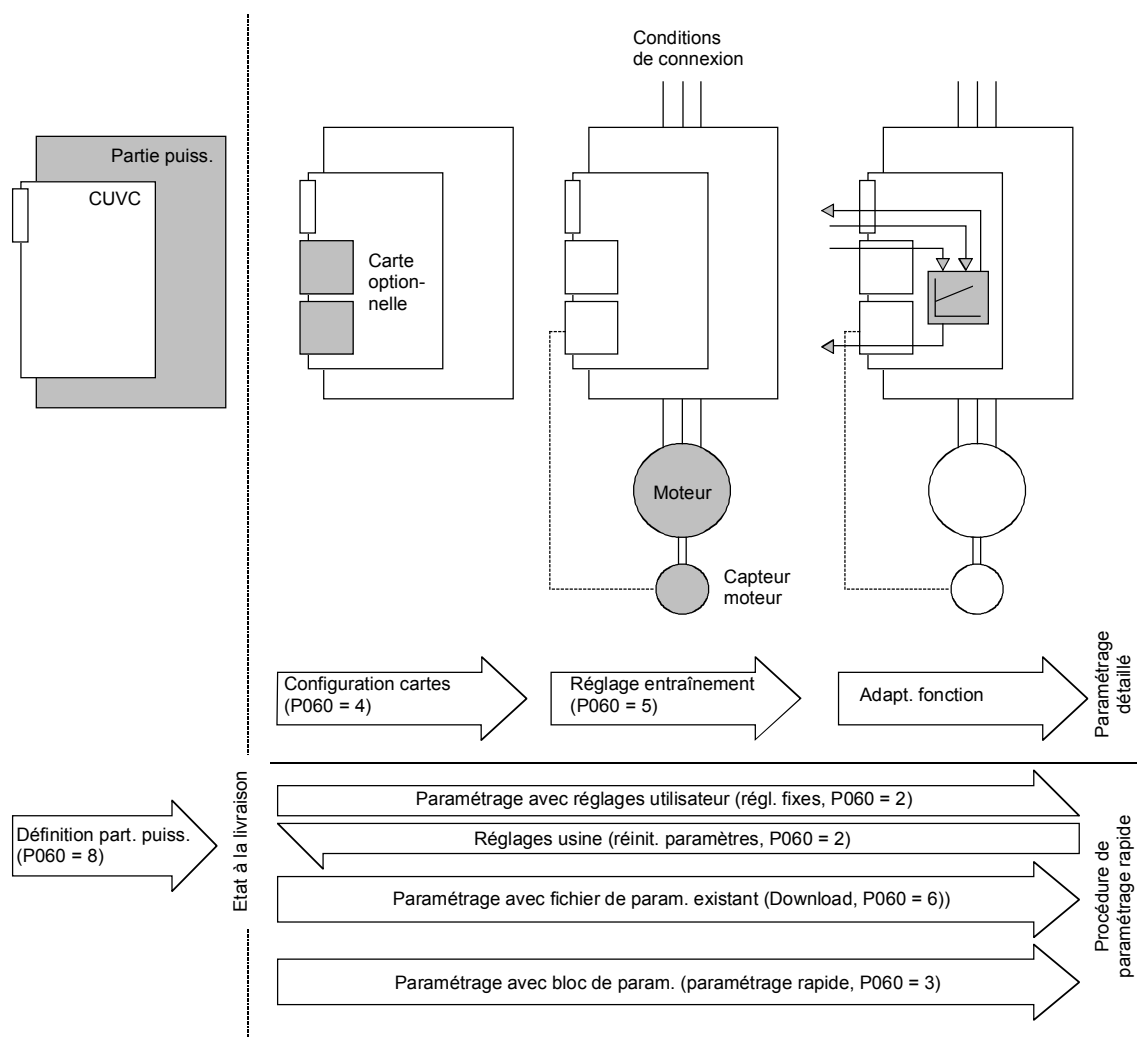 Conditions
de connexion
Partie puiss.
CUVC
Carte
option-
nelle
Moteur
Capteur
moteur
Configuration cartes
(P060 = 4)
Réglage entraînement
(P060 = 5)
Adapt. fonction
Paramétrage
détaillé
Définition part. puiss.
(P060 = 8)
Etat à la livraison
Paramétrage avec réglages utilisateur (régl. fixes, P060 = 2)
Réglages usine (réinit. paramètres, P060 = 2)
Paramétrage avec fichier de param. existant (Download, P060 = 6))
Paramétrage avec bloc de param. (paramétrage rapide, P060 = 3)
Procédure de
paramétrage rapide